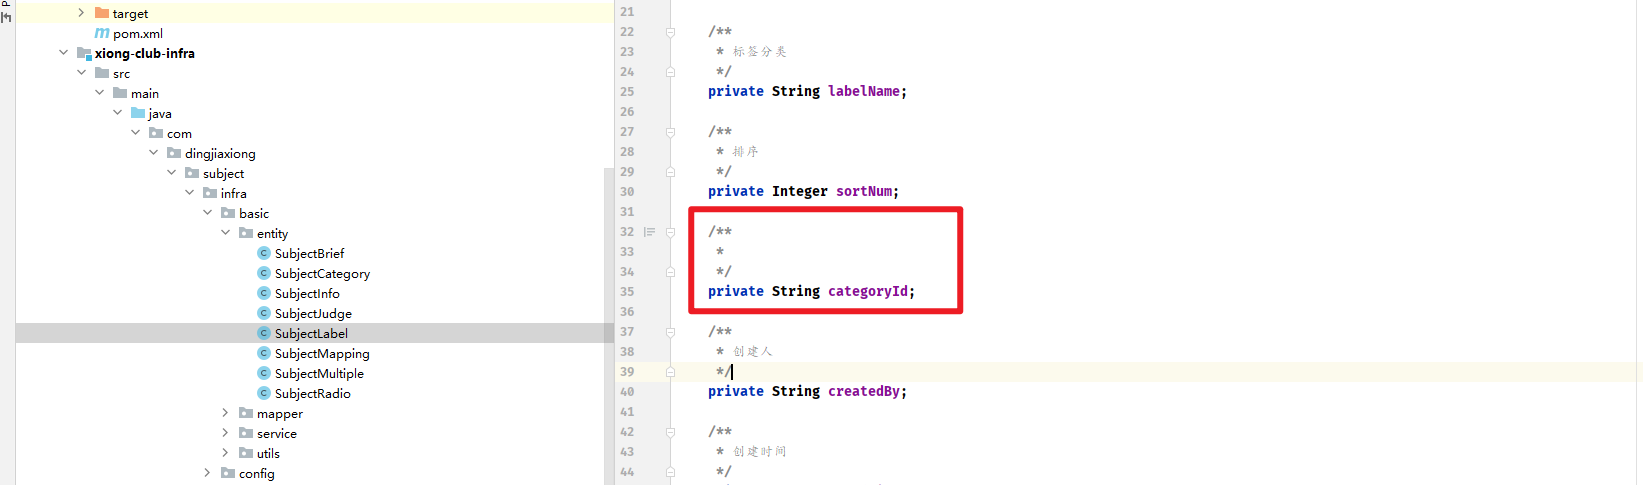 P
target
pom.xml
xiong-club-infra
src
main
java
com
dingjiaxiong
subject
infra
basic
entity
SubjectBrief
SubjectCategory
SubjectInfo
SubjectJudge
SubjectLabel
SubjectMapping
SubjectMultiple
SubjectRadio
mapper
service
utils
config
21
22 /**
23 * 标签分类
24 */
25 private String labelName;
26
27 /**
28 * 排序
29 */
30 private Integer sortNum;
31
32 /**
33 *
34 */
35 private String categoryId;
36
37 /**
38 * 创建人
39 */
40 private String createdBy;
41
42 /**
43 * 创建时间
44 */